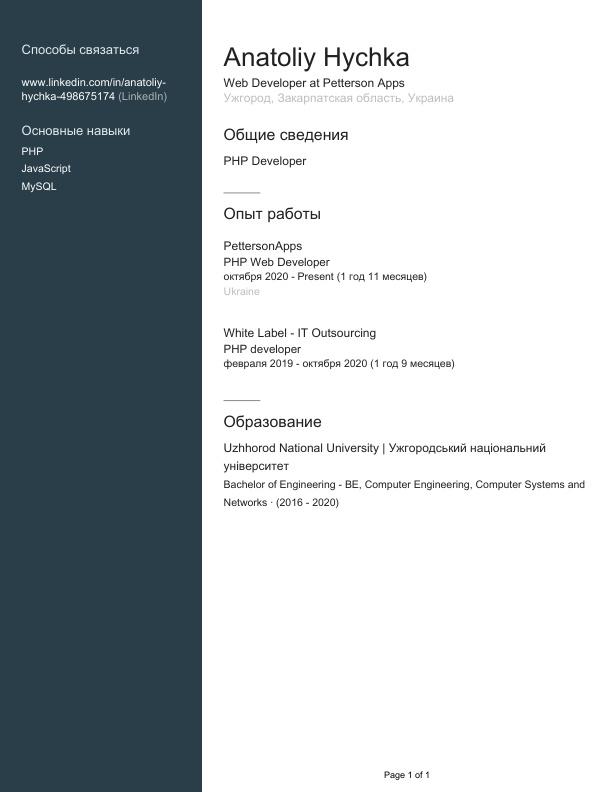 Способы связаться
www.linkedin.com/in/anatoliy-
hychka-498675174 (LinkedIn)
Основные навыки
PHP
JavaScript
MySQL
Anatoliy Hychka
Web Developer at Petterson Apps
Ужгород, Закарпатская область, Украина
Общие сведения
PHP Developer
Опыт работы
PettersonApps
PHP Web Developer
октября 2020 - Present (1 год 11 месяцев)
Ukraine
White Label - IT Outsourcing
PHP developer
февраля 2019 - октября 2020 (1 год 9 месяцев)
Образование
Uzhhorod National University | Ужгородський національний
університет
Bachelor of Engineering - BE, Computer Engineering, Computer Systems and
Networks · (2016 - 2020)
Page 1 of 1